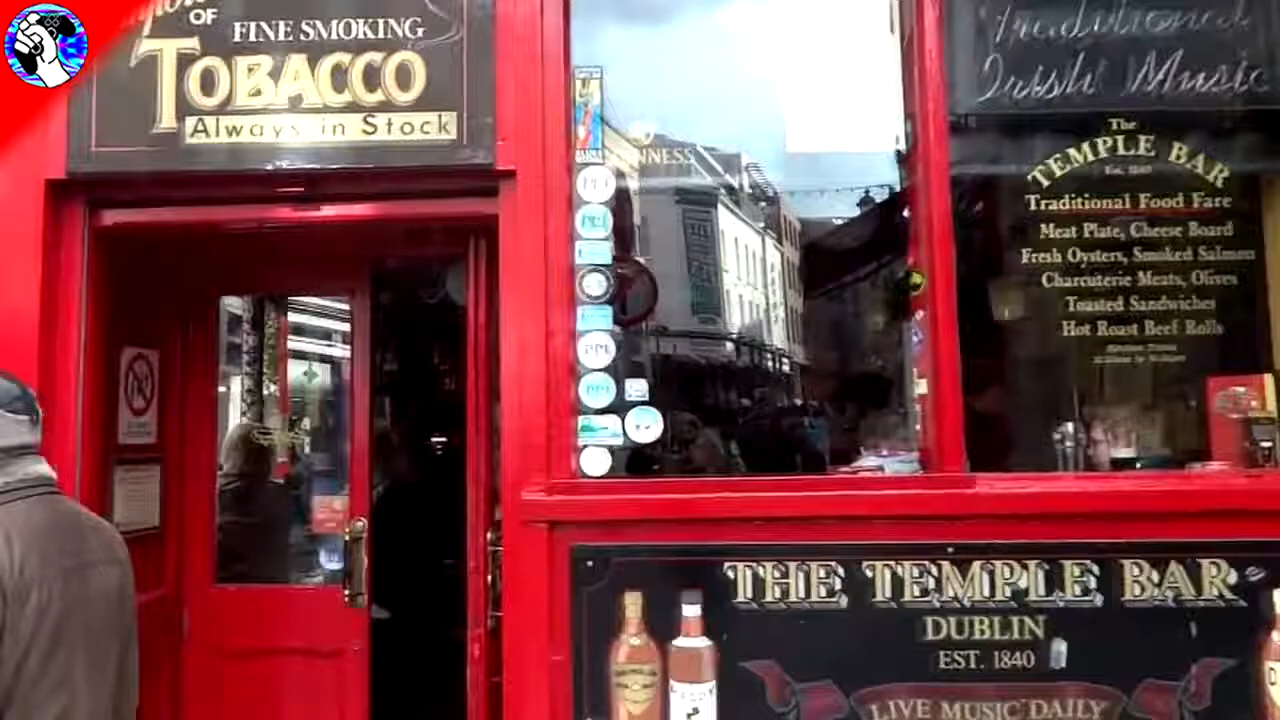 OF
FINE SMOKING
TOBACCO
Always in Stock
Traditional
Irish Music
The
TEMPLE BAR
Est. 1840
Traditional Food Fare
Meat Plate, Cheese Board
Fresh Oysters, Smoked Salmon
Charcuterie Meats, Olives
Toasted Sandwiches
Hot Roast Beef Rolls
THE TEMPLE BAR
DUBLIN
EST. 1840
LIVE MUSIC DAILY